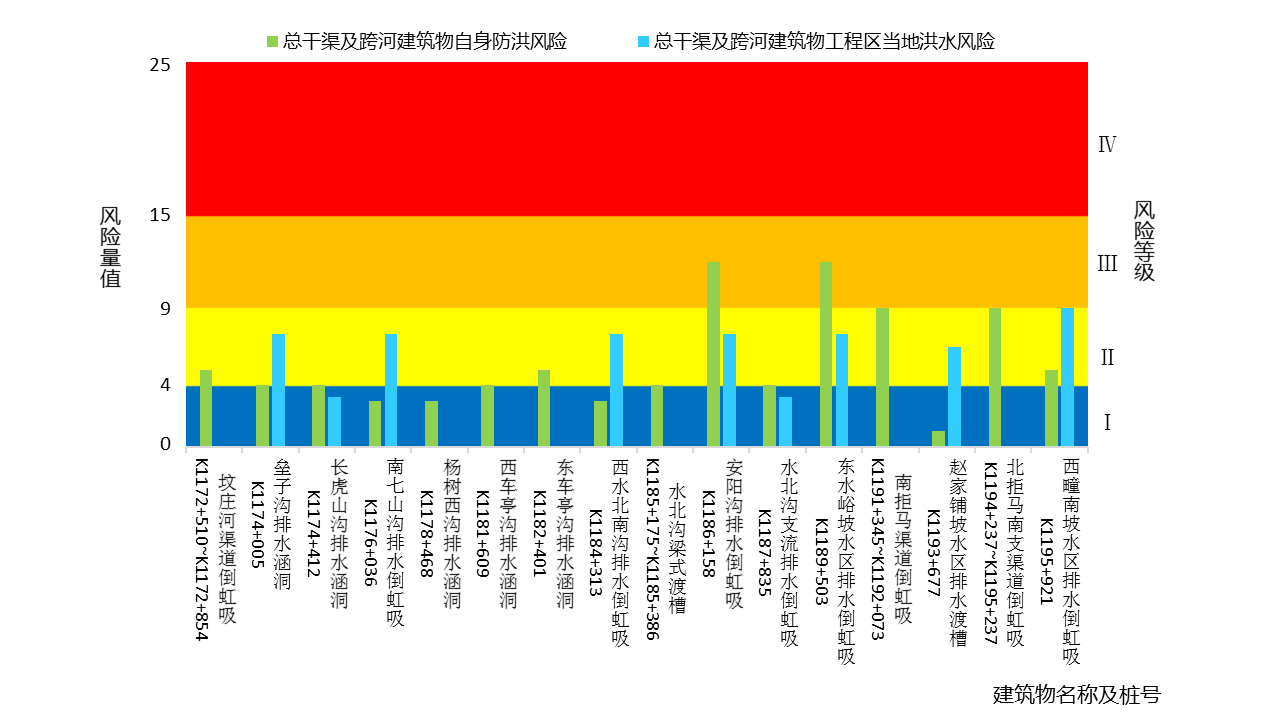 总干渠及跨河建筑物自身防洪风险
总干渠及跨河建筑物工程区当地洪水风险
25
15
9
4
0
风险量值
Ⅳ
Ⅲ
Ⅱ
Ⅰ
风险等级
坟庄河渠道倒虹吸
K1172+510~K1172+854
垒子沟排水涵洞
K1174+005
长虎山沟排水涵洞
K1174+412
南七山沟排水倒虹吸
K1176+036
杨树西沟排水涵洞
K1178+468
西车亭沟排水涵洞
K1181+609
东车亭沟排水涵洞
K1182+401
西水北南沟排水倒虹吸
K1184+313
水北沟梁式渡槽
K1185+175~K1185+386
安阳沟排水倒虹吸
K1186+158
水北沟支流排水倒虹吸
K1187+835
东水峪坡水区排水倒虹吸
K1189+503
南拒马渠道倒虹吸
K1191+345~K1192+073
赵家铺坡水区排水渡槽
K1193+677
北拒马南支渠道倒虹吸
K1194+237~K1195+237
西疃南坡水区排水倒虹吸
K1195+921
建筑物名称及桩号